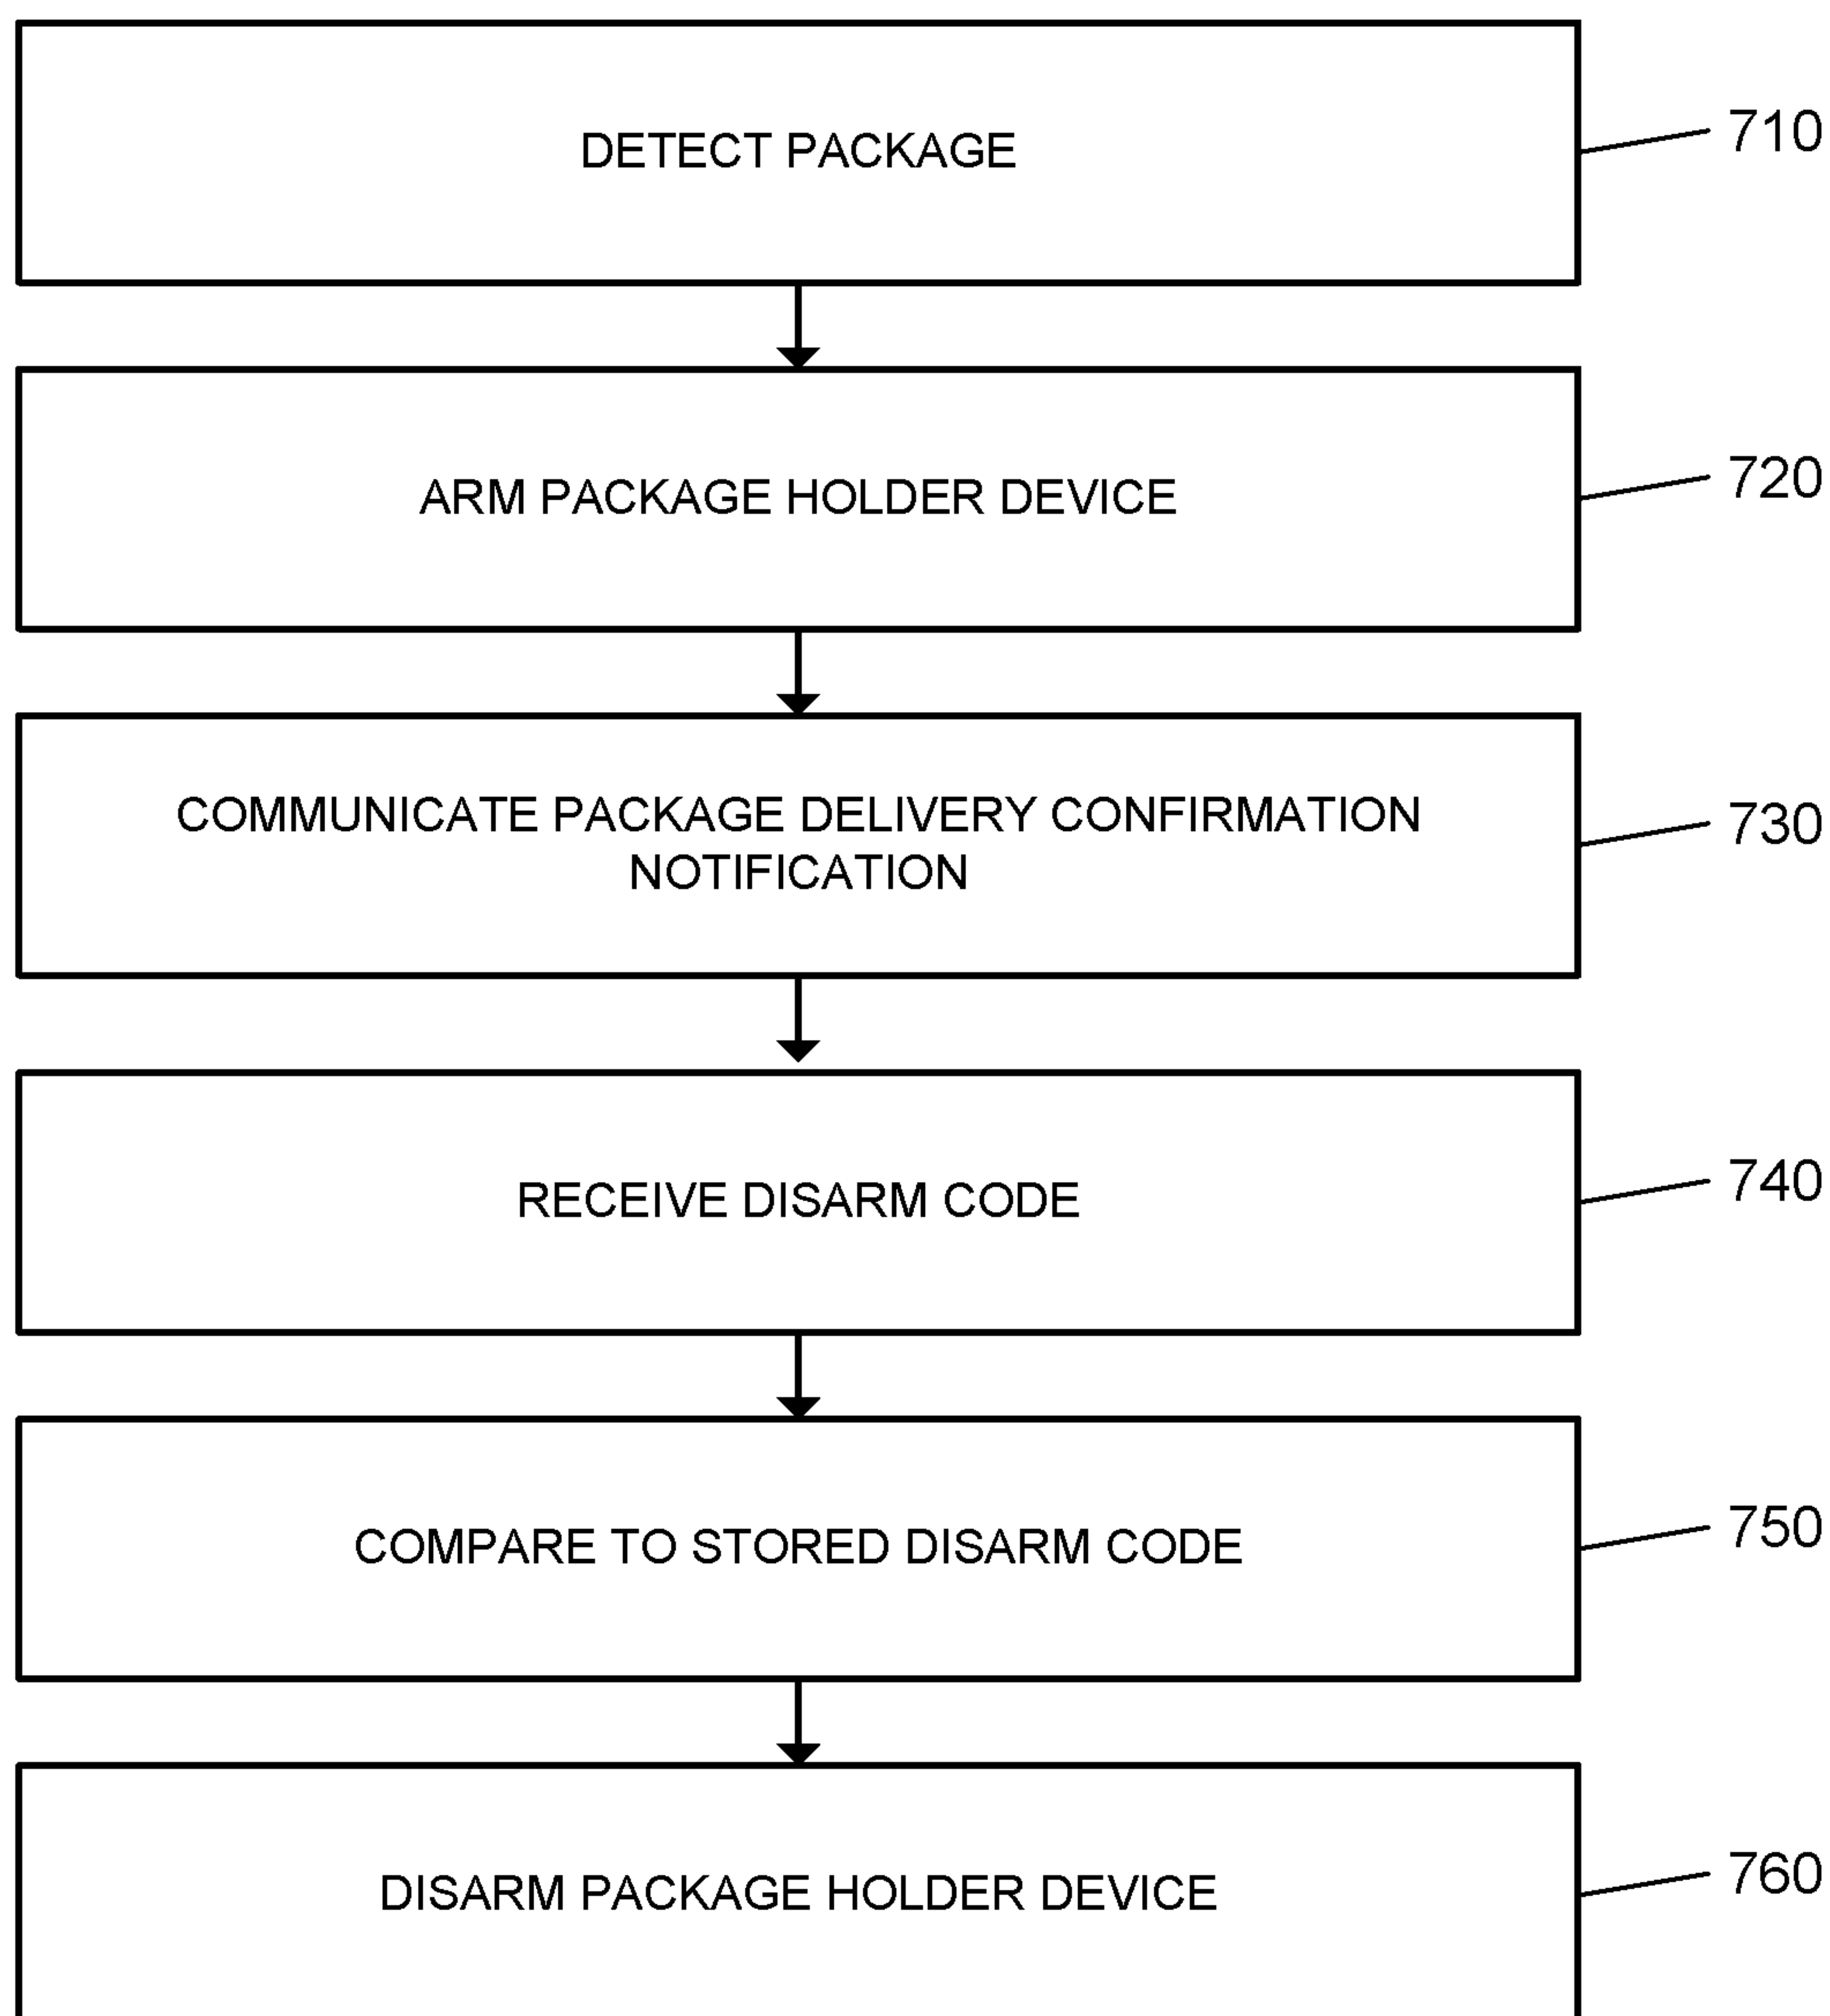 DETECT PACKAGE
710
ARM PACKAGE HOLDER DEVICE
720
COMMUNICATE PACKAGE DELIVERY CONFIRMATION
NOTIFICATION
730
RECEIVE DISARM CODE
740
COMPARE TO STORED DISARM CODE
750
DISARM PACKAGE HOLDER DEVICE
760